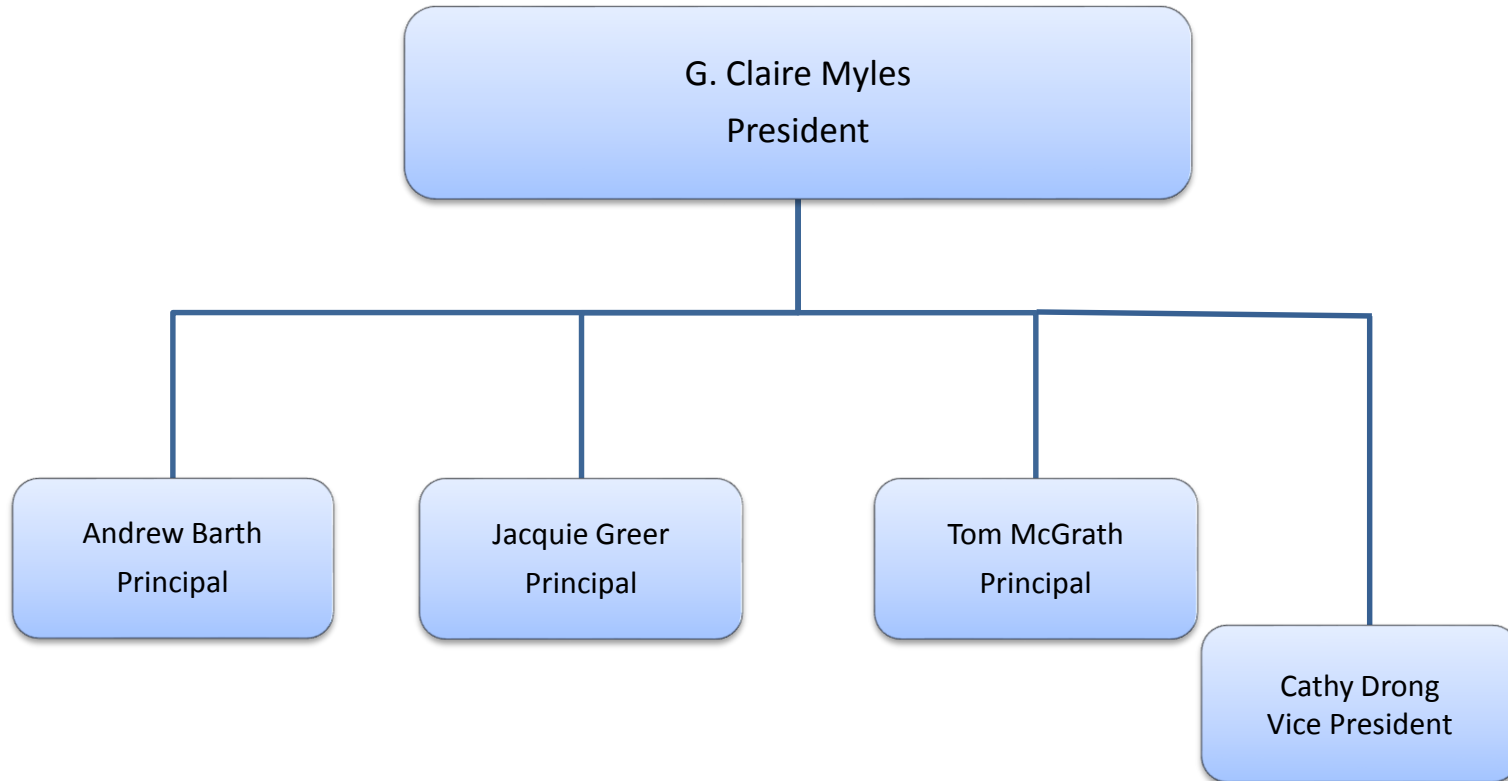 G. Claire Myles
President
Andrew Barth
Principal
Jacquie Greer
Principal
Tom McGrath
Principal
Cathy Drong
Vice President